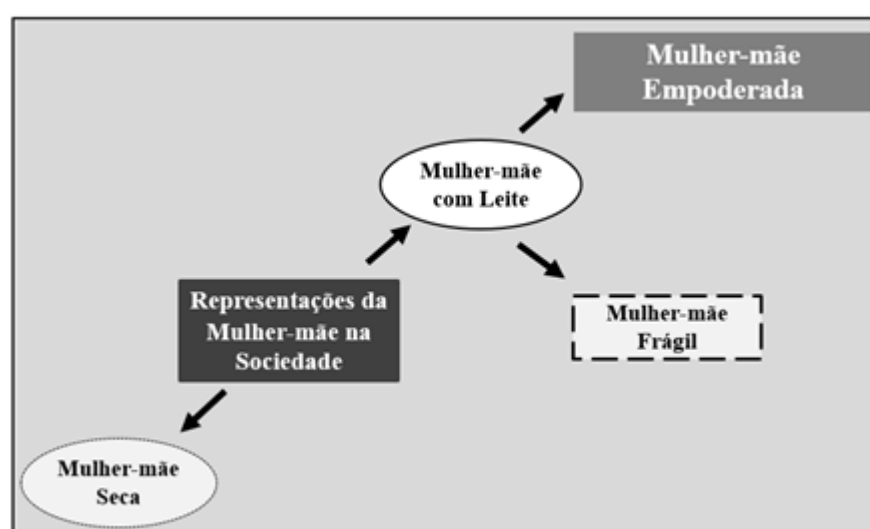 Mulher-mãe
Empoderada
Mulher-mãe
com Leite
Representações da
Mulher-mãe na
Sociedade
Mulher-mãe
Frágil
Mulher-mãe
Seca